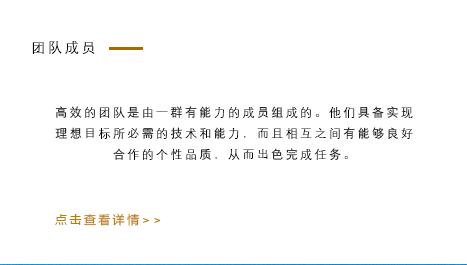 团队成员
高效的团队是由一群有能力的成员组成的。他们具备实现
理想目标所必需的技术和能力，而且相互之间有能够良好
合作的个性品质，从而出色完成任务。
点击查看详情>>